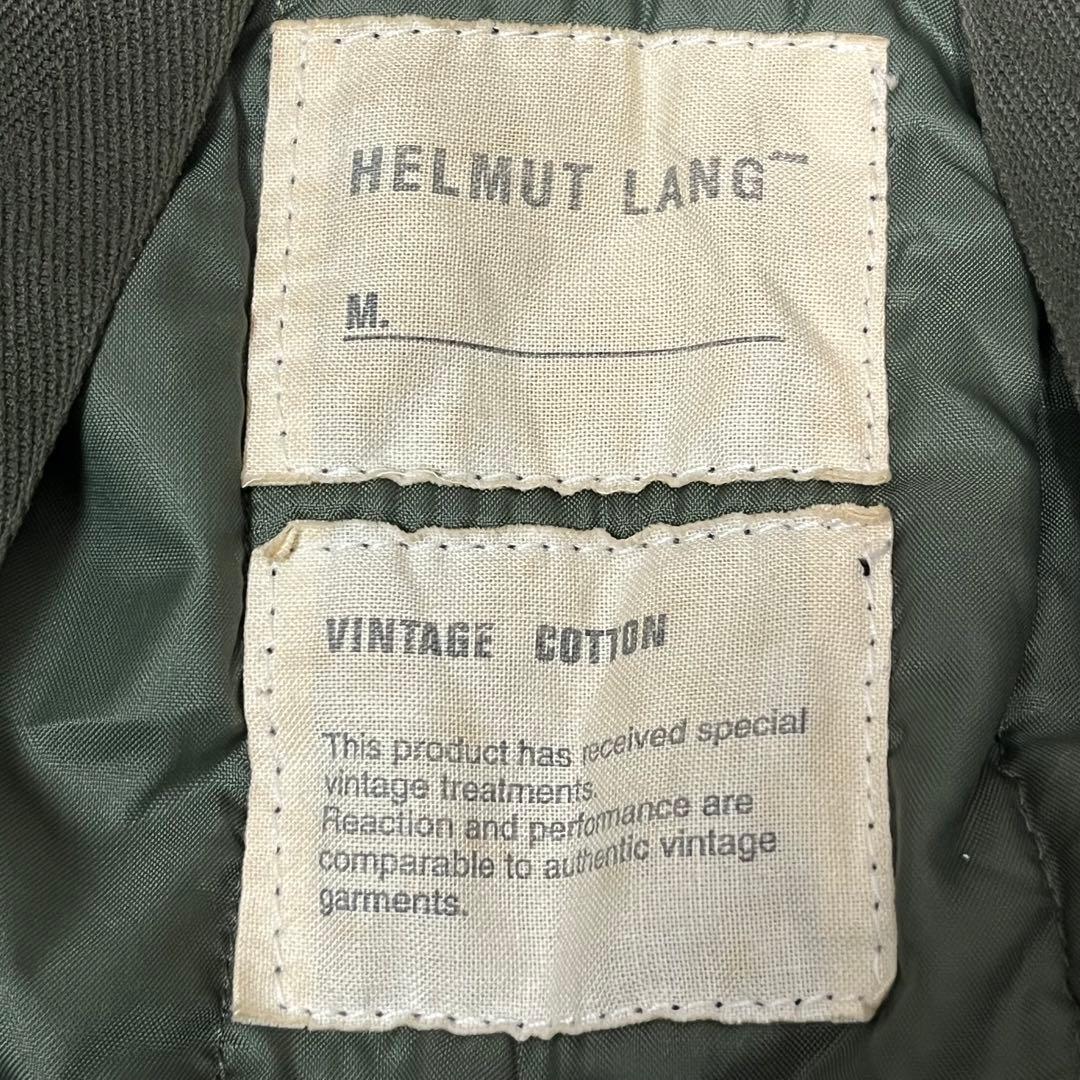 HELMUT LANG
M.
VINTAGE COTTON
This product has received special
vintage treatments.
Reaction and performance are
comparable to authentic vintage
garments.